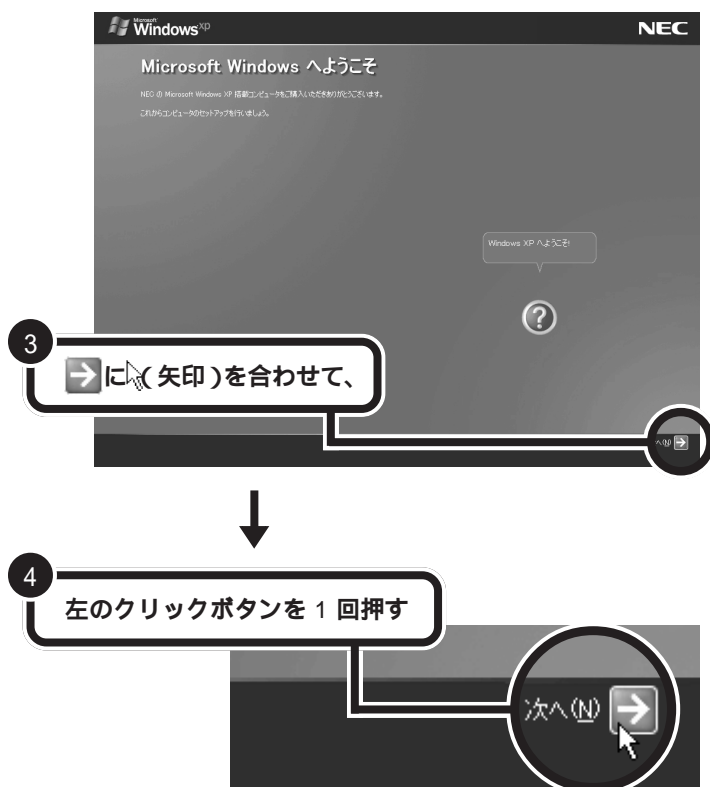 Microsoft
Windows xp
NEC
Microsoft Windows へようこそ
NEC の Microsoft Windows XP 搭載コンピュータをご購入いただきありがとうございます。
これからコンピュータのセットアップを行いましょう。
Windows XP へようこそ!
3
に(矢印)を合わせて、
へ(N)
4
左のクリックボタンを 1 回押す
次へ(N)